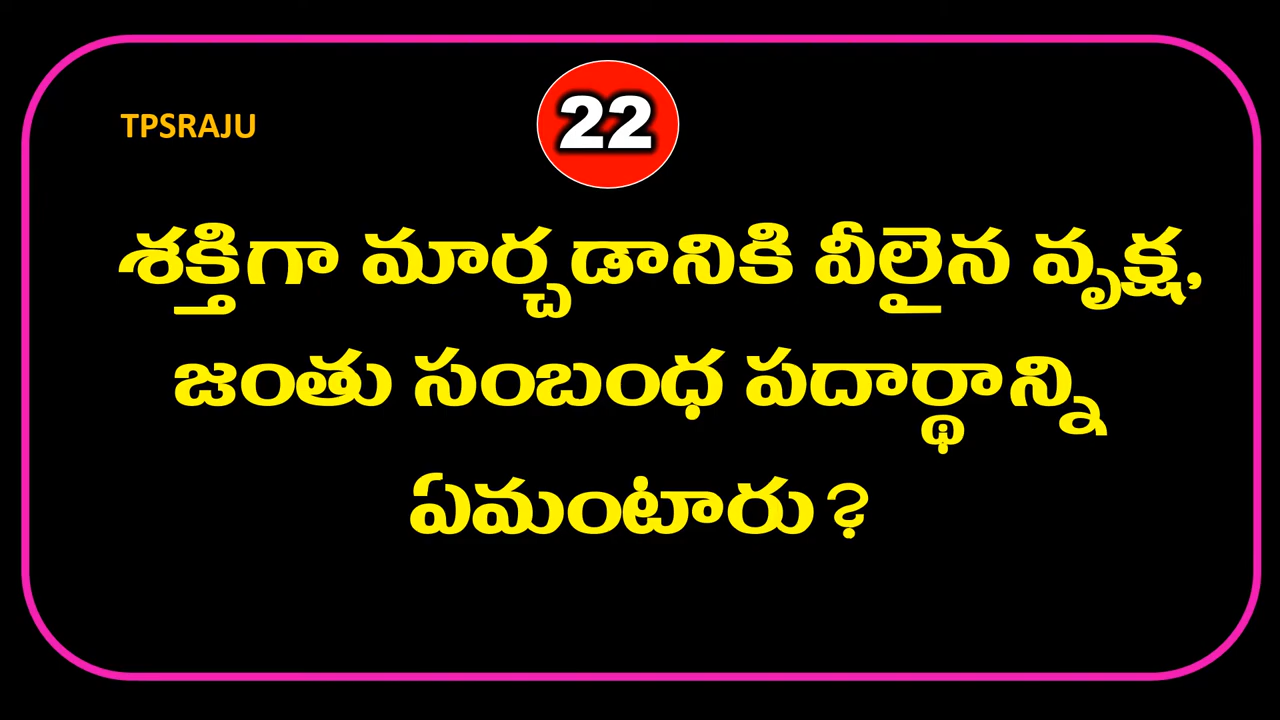 22
TPSRAJU
శక్తిగా మార్చడానికి వీలైన వృక్ష,
జంతు సంబంధ పదార్థాన్ని
ఏమంటారు?